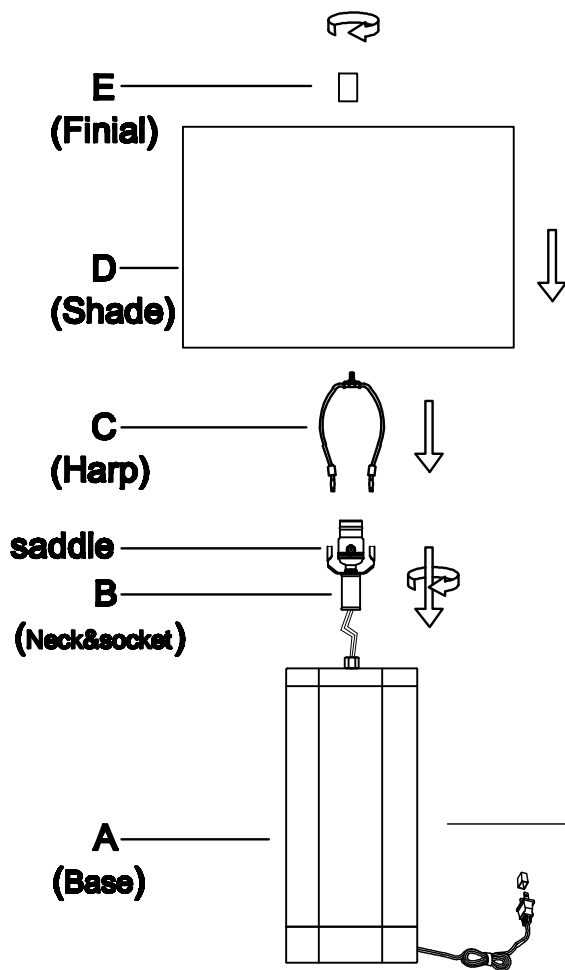 E
(Finial)
D
(Shade)
C
(Harp)
saddle
B
(Neck&socket)
A
(Base)